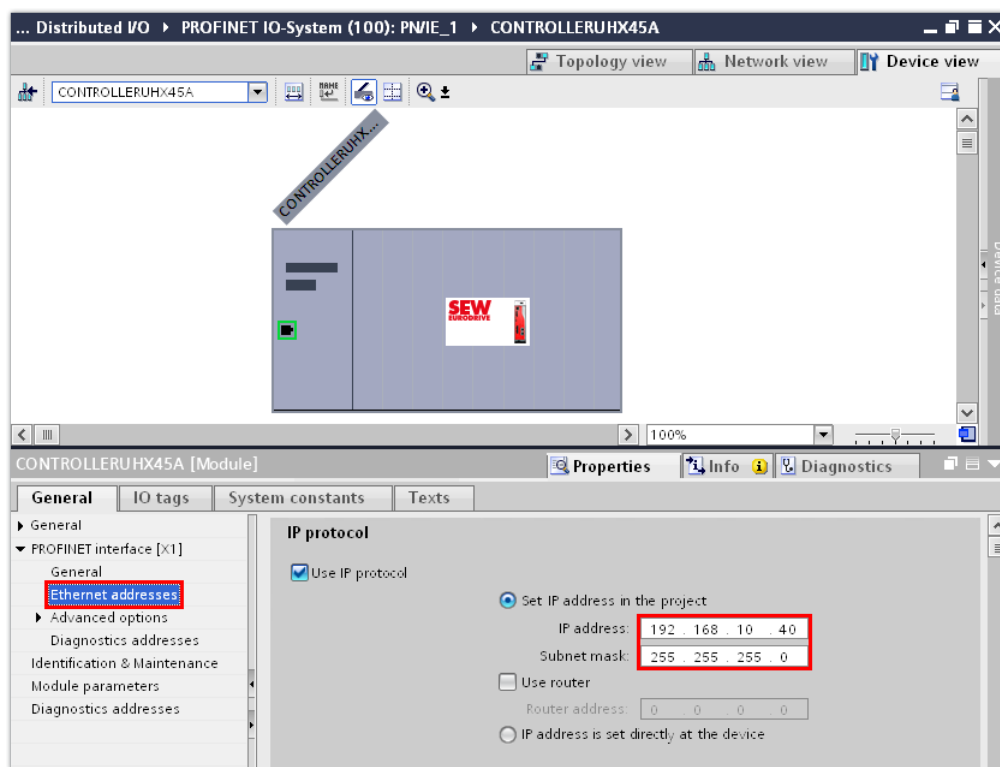 ... Distributed I/O ▸ PROFINET IO-System (100): PN/IE_1 ▸ CONTROLLERUHX45A
Topology view Network view Device view
CONTROLLERUHX45A
CONTROLLERUHX...
SEW
EURODRIVE
Device data
100%
CONTROLLERUHX45A [Module]
Properties Info Diagnostics
General IO tags System constants Texts
General
PROFINET interface [X1]
General
Ethernet addresses
Advanced options
Diagnostics addresses
Identification & Maintenance
Module parameters
Diagnostics addresses
IP protocol
Use IP protocol
Set IP address in the project
IP address: 192 . 168 . 10 . 40
Subnet mask: 255 . 255 . 255 . 0
Use router
Router address: 0 . 0 . 0 . 0
IP address is set directly at the device